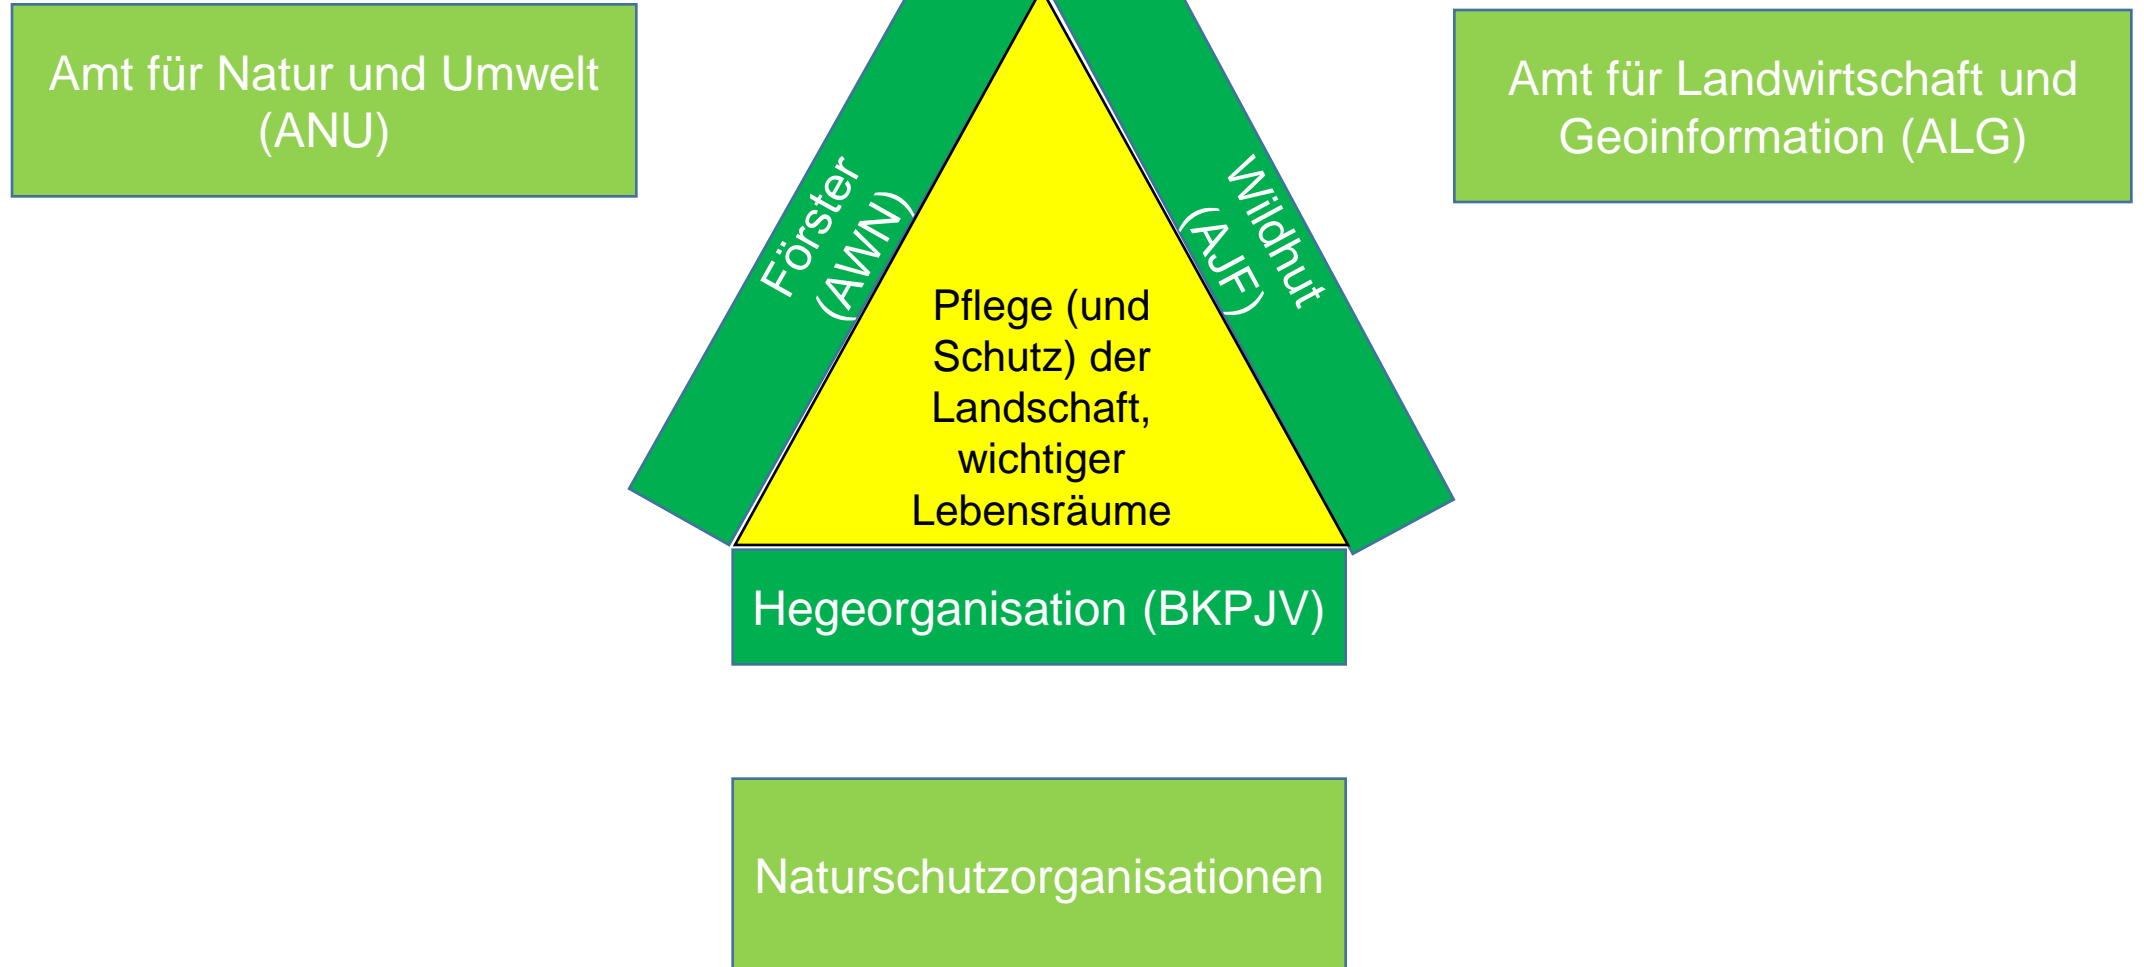 Amt für Natur und Umwelt
(ANU)
Amt für Landwirtschaft und
Geoinformation (ALG)
Förster
(AWN)
Wildhut
(AJF)
Pflege (und
Schutz) der
Landschaft,
wichtiger
Lebensräume
Hegeorganisation (BKPJV)
Naturschutzorganisationen